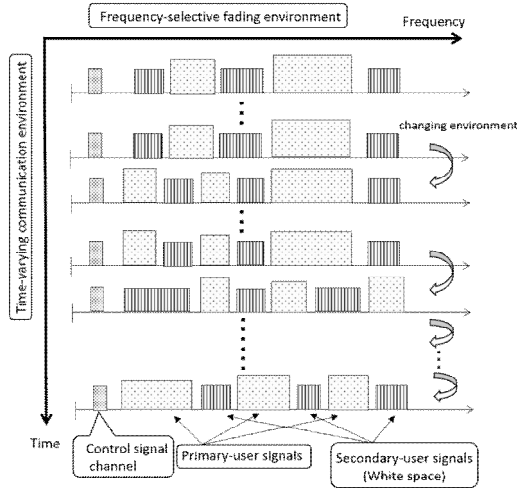 Frequency-selective fading environment
Frequency
Time-varying communication environment
changing environment
Time
Control signal
channel
Primary-user signals
Secondary-user signals
(White space)